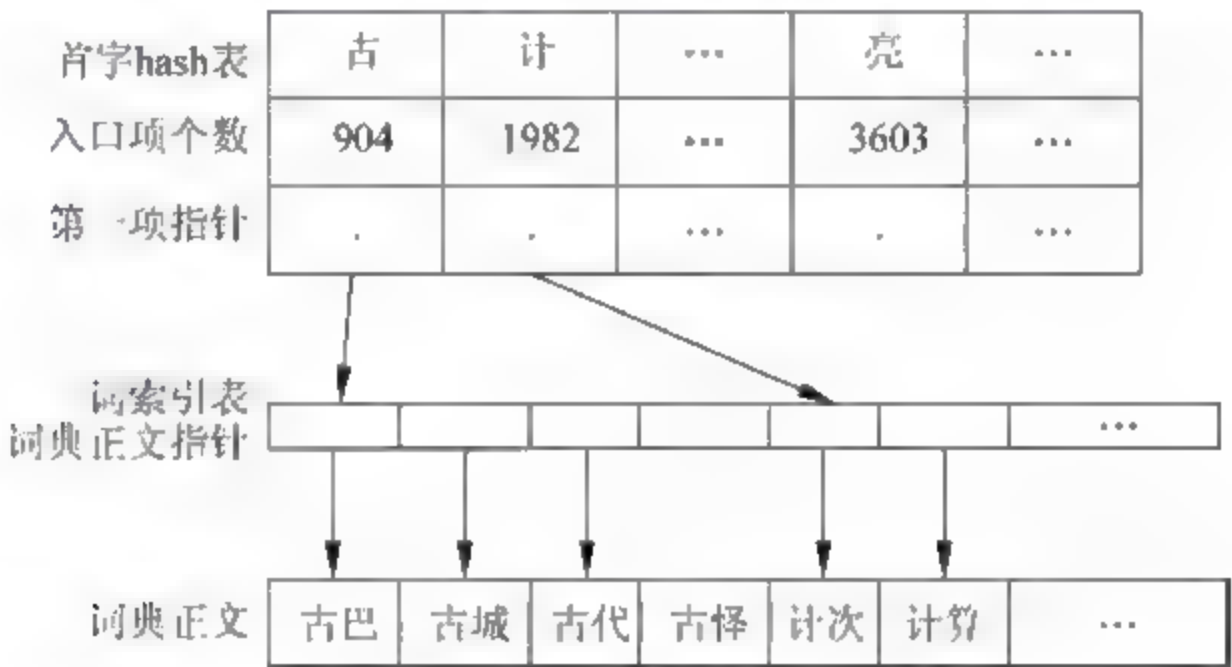 首字hash表 古 计 … 亮 …
入口项个数 904 1982 … 3603 …
第一项指针 . . … . …
词索引表
词典正文指针 …
词典正文 古巴 古城 古代 古怪 计次 计算 …